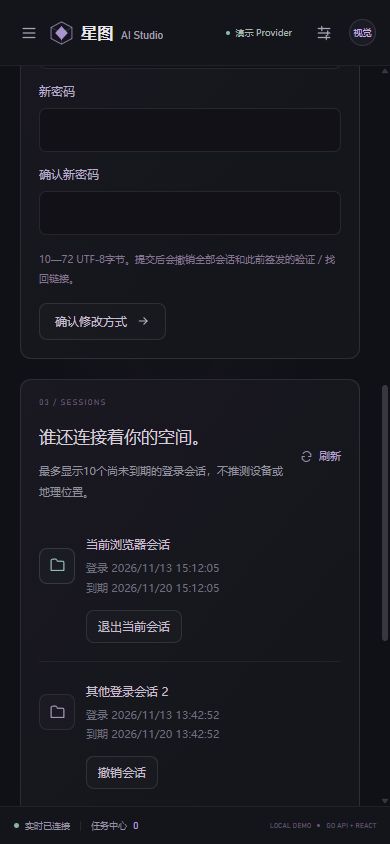 星图 AI Studio
演示 Provider
视觉
新密码
确认新密码
10—72 UTF-8字节。提交后会撤销全部会话和此前签发的验证 / 找
回链接。
确认修改方式 →
03 / SESSIONS
谁还连接着你的空间。
刷新
最多显示10个尚未到期的登录会话，不推测设备或
地理位置。
当前浏览器会话
登录 2026/11/13 15:12:05
到期 2026/11/20 15:12:05
退出当前会话
其他登录会话 2
登录 2026/11/13 13:42:52
到期 2026/11/20 13:42:52
撤销会话
实时已连接
任务中心 0
LOCAL DEMO • GO API + REACT